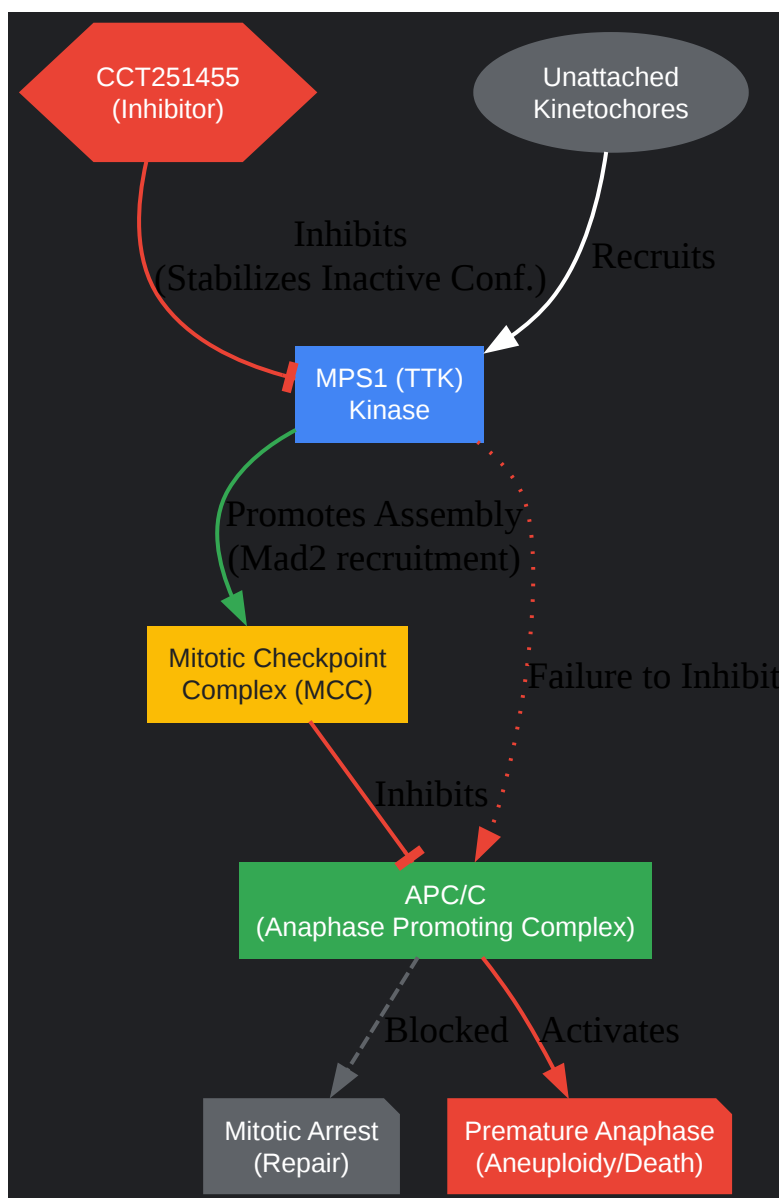 CCT251455
(Inhibitor)
Unattached
Kinetochores
Inhibits
(Stabilizes Inactive Conf.)
Recruits
MPS1 (TTK)
Kinase
Promotes Assembly
(Mad2 recruitment)
Mitotic Checkpoint
Complex (MCC)
Failure to Inhibit
Inhibits
APC/C
(Anaphase Promoting Complex)
Blocked
Activates
Mitotic Arrest
(Repair)
Premature Anaphase
(Aneuploidy/Death)